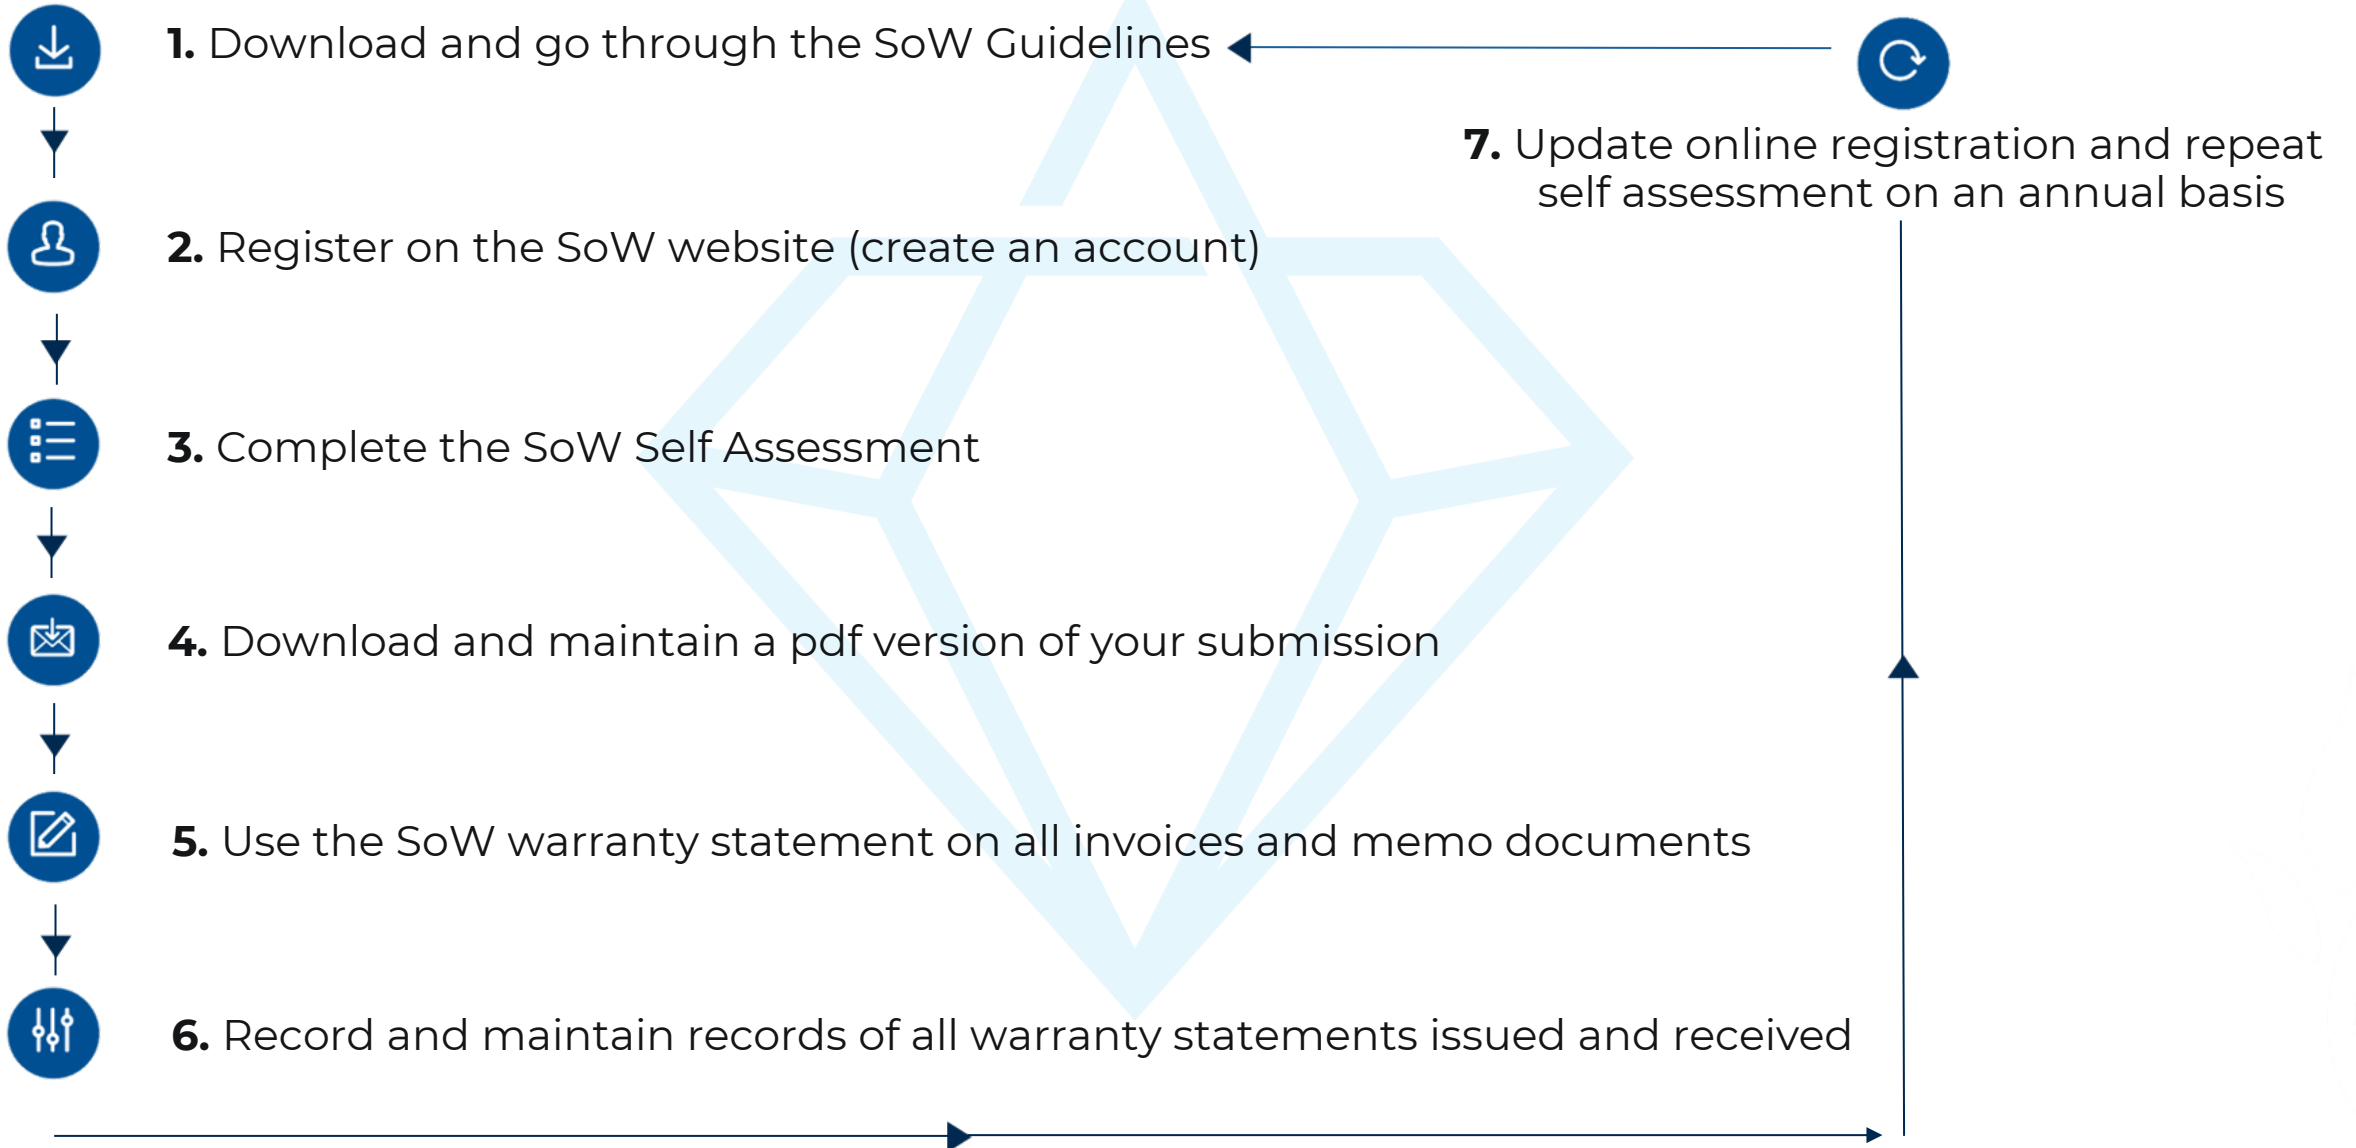 1. Download and go through the SoW Guidelines
7. Update online registration and repeat
self assessment on an annual basis
2. Register on the SoW website (create an account)
3. Complete the SoW Self Assessment
4. Download and maintain a pdf version of your submission
5. Use the SoW warranty statement on all invoices and memo documents
6. Record and maintain records of all warranty statements issued and received